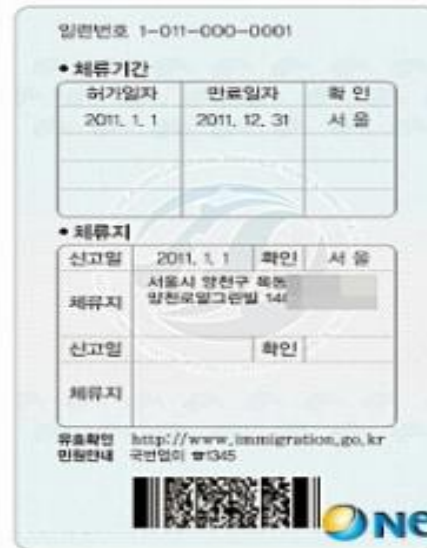 일련번호 1-011-000-0001
• 체류기간
허가일자 만료일자 확 인
2011. 1. 1 2011. 12. 31 서 울
• 체류지
신고일 2011. 1. 1 확인 서 울
체류지 서울시 양천구 목동
양천로얄그린빌 14
신고일 확인
체류지
유효확인 http://www.immigration.go.kr
민원안내 국번없이 ☎1345
NE